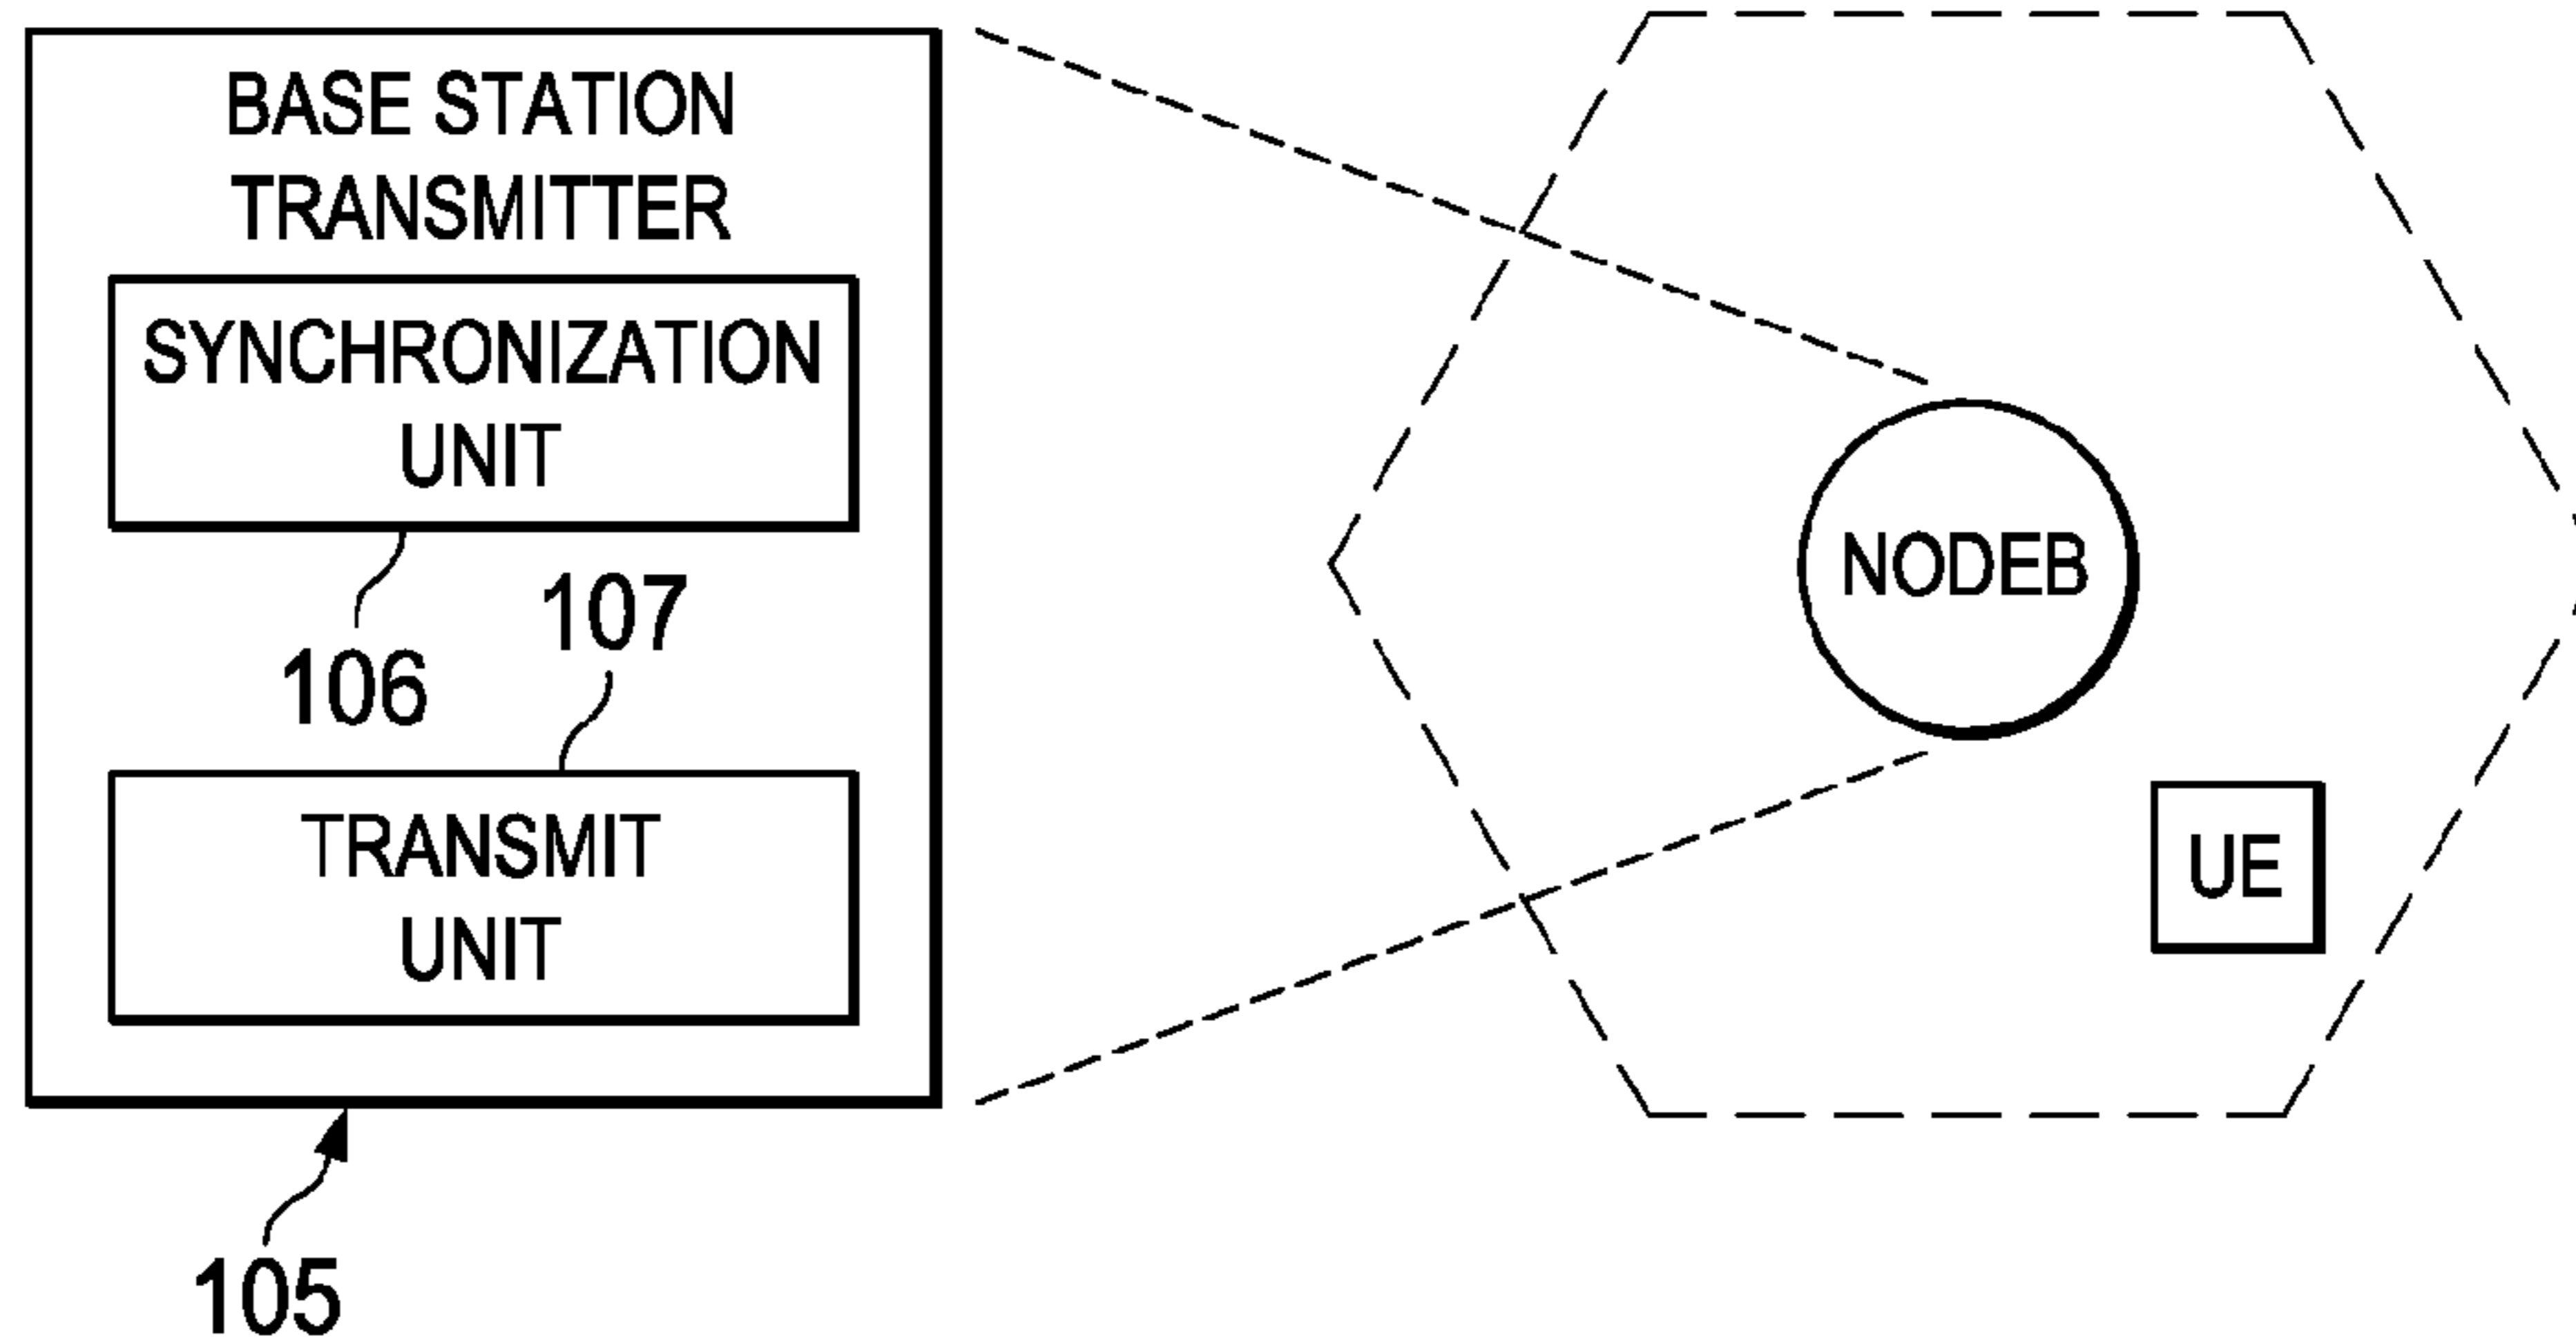 BASE STATION
TRANSMITTER
SYNCHRONIZATION
UNIT
106
107
TRANSMIT
UNIT
105
NODEB
UE